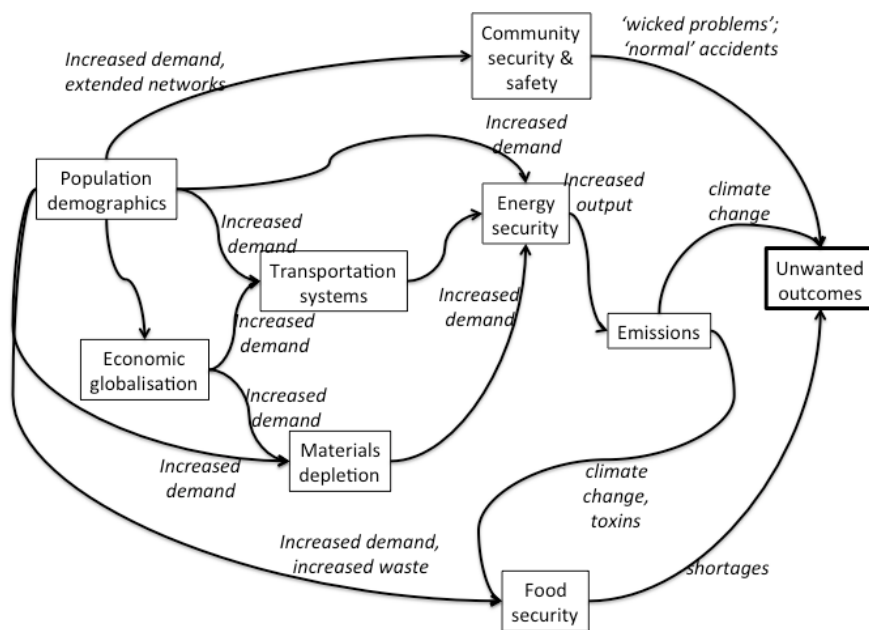 ‘wicked problems’;
‘normal’ accidents
Community
security &
safety
Increased demand,
extended networks
Increased
demand
Population
demographics
Energy
security
Increased
output
climate
change
Increased
demand
Transportation
systems
Unwanted
outcomes
Increased
demand
Increased
demand
Emissions
Economic
globalisation
Increased
demand
Materials
depletion
Increased
demand
climate
change,
toxins
Increased demand,
increased waste
shortages
Food
security